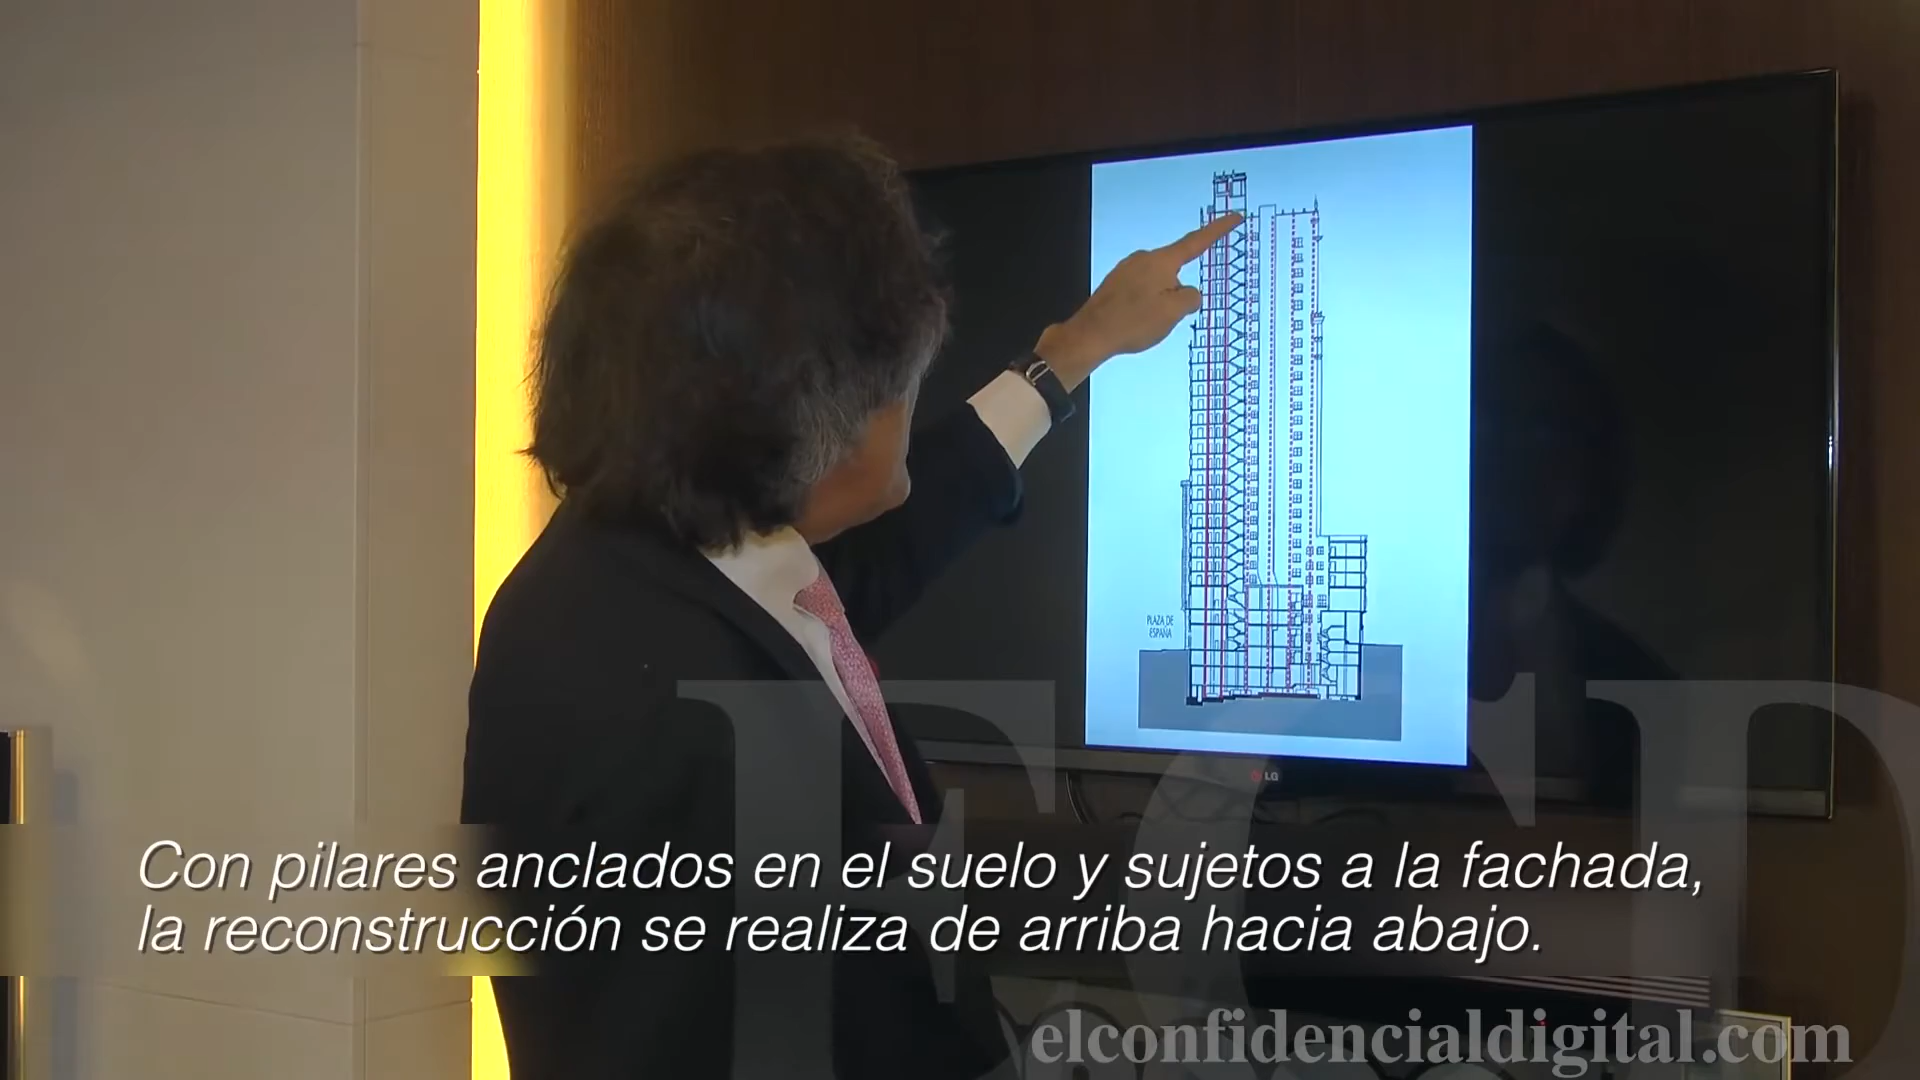 PLAZA DE
ESPAÑA
LG
ECD
Con pilares anclados en el suelo y sujetos a la fachada,
la reconstrucción se realiza de arriba hacia abajo.
elconfidencialdigital.com